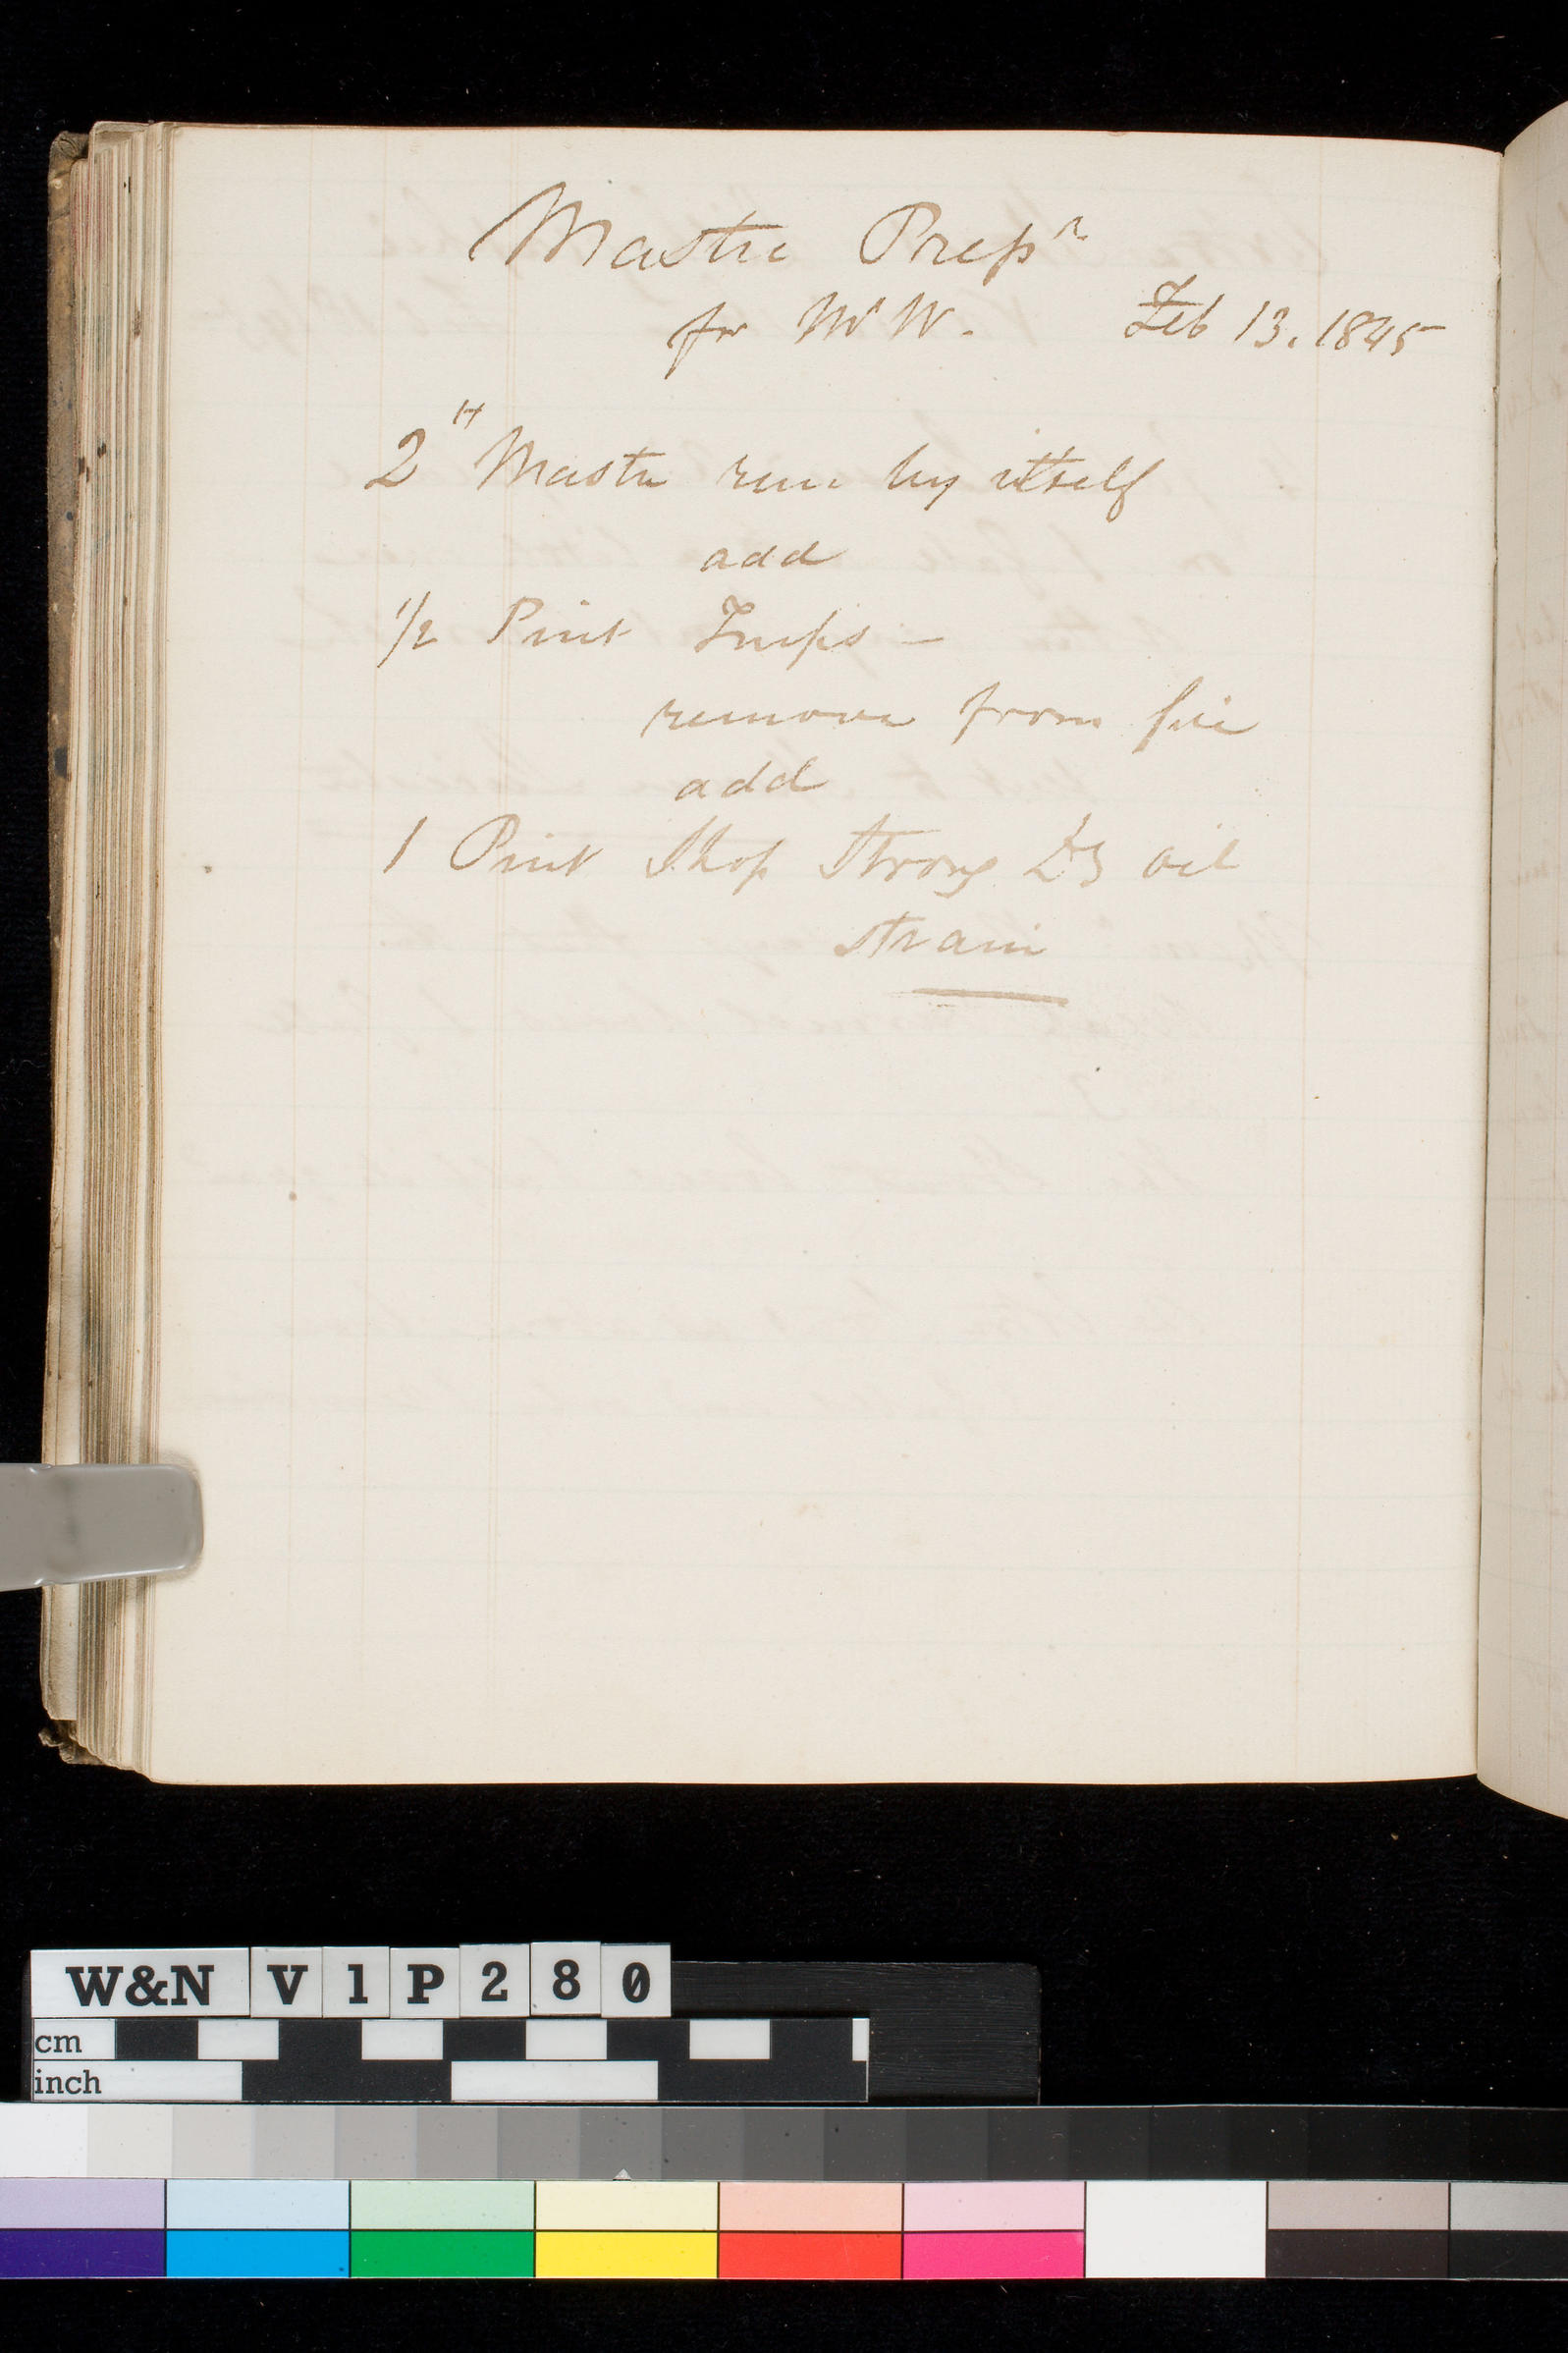 Mastic Prepn
for Mr W. Feb 13. 1845
2 lb Mastic run by itself
add
1/2 Pint Turps –
remove from fire
add
1 Pint Shop Strong oil
strain
W&N V1P280
cm
inch